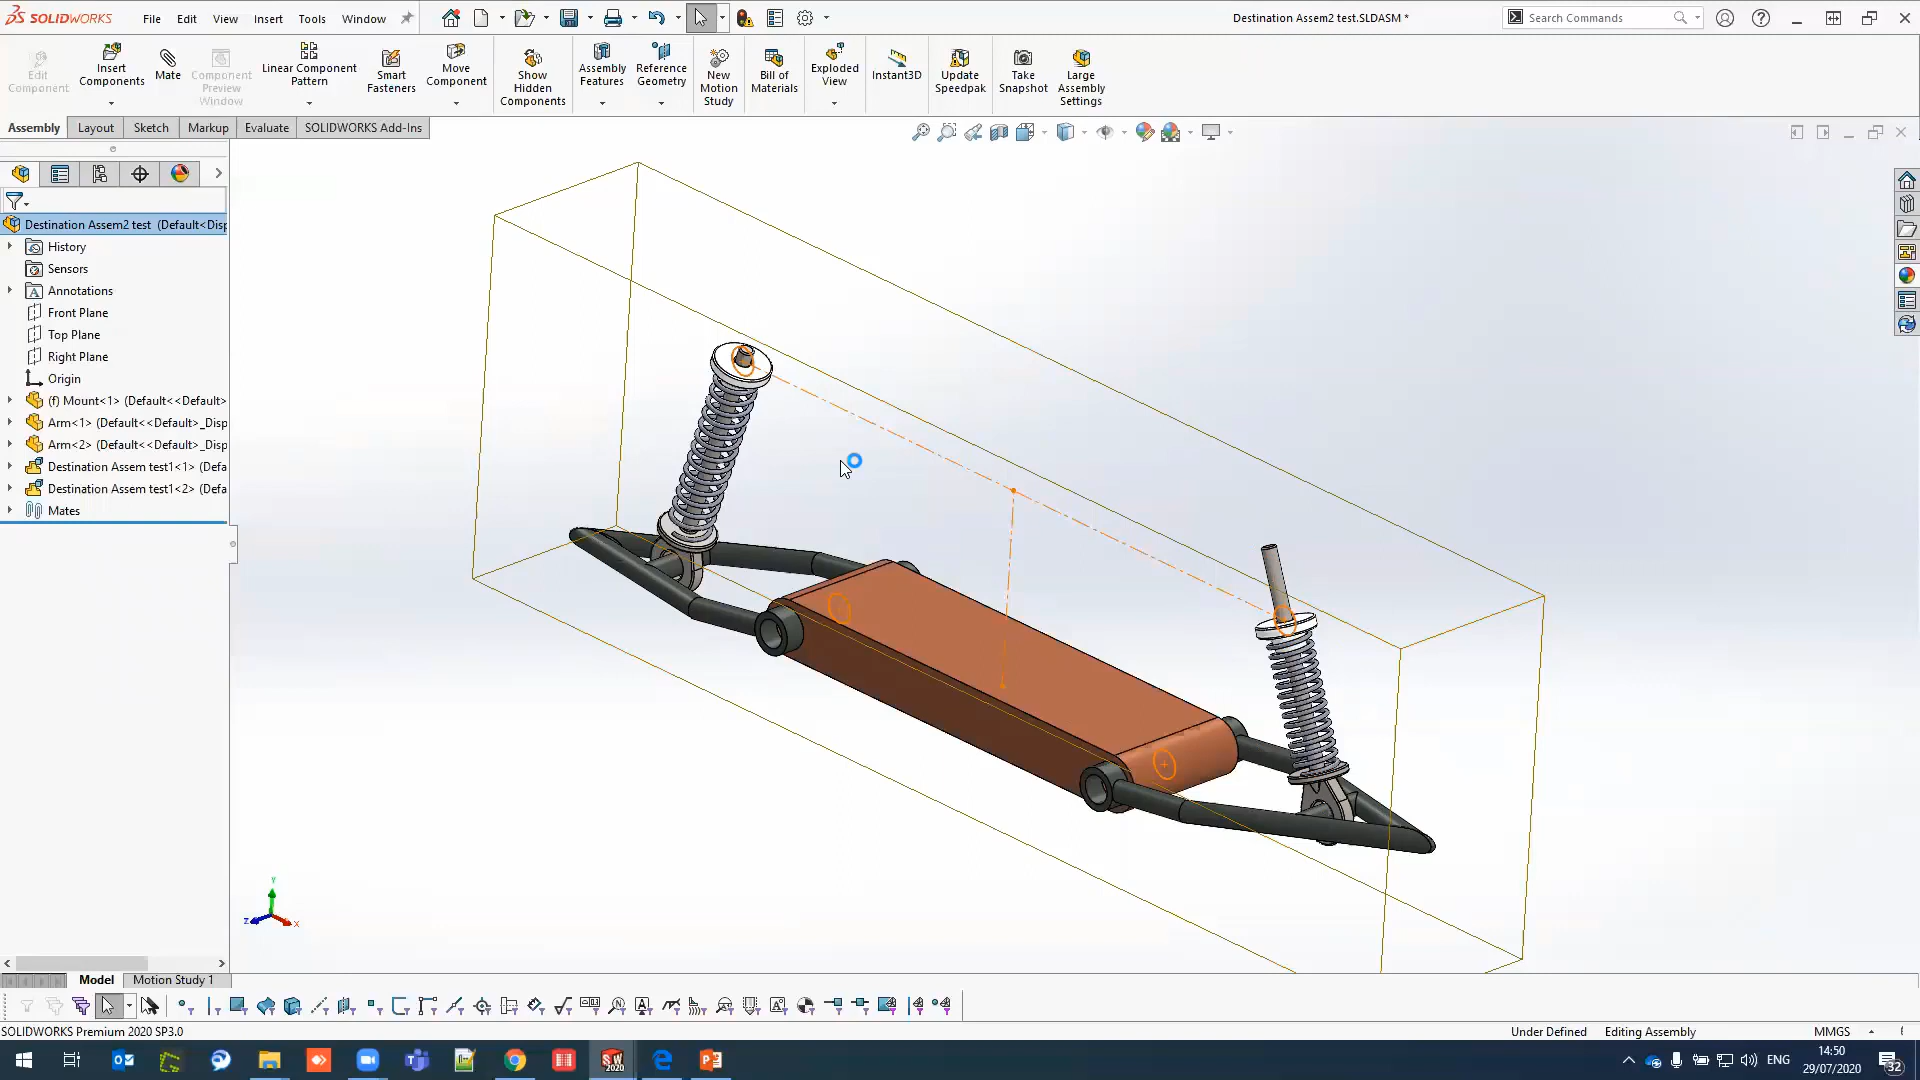 SOLIDWORKS File Edit View Insert Tools Window Destination Assem2 test.SLDASM * Search Commands
Edit Component
Insert Components
Mate
Component Preview Window
Linear Component Pattern
Smart Fasteners
Move Component
Show Hidden Components
Assembly Features
Reference Geometry
New Motion Study
Bill of Materials
Exploded View
Instant3D
Update Speedpak
Take Snapshot
Large Assembly Settings
Assembly Layout Sketch Markup Evaluate SOLIDWORKS Add-Ins
Destination Assem2 test (Default<Disp
History
Sensors
Annotations
Front Plane
Top Plane
Right Plane
Origin
(f) Mount<1> (Default<<Default>
Arm<1> (Default<<Default>_Disp
Arm<2> (Default<<Default>_Disp
Destination Assem test1<1> (Defa
Destination Assem test1<2> (Defa
Mates
Y
Z X
Model Motion Study 1
SOLIDWORKS Premium 2020 SP3.0 Under Defined Editing Assembly MMGS
ENG 14:50
29/07/2020 32